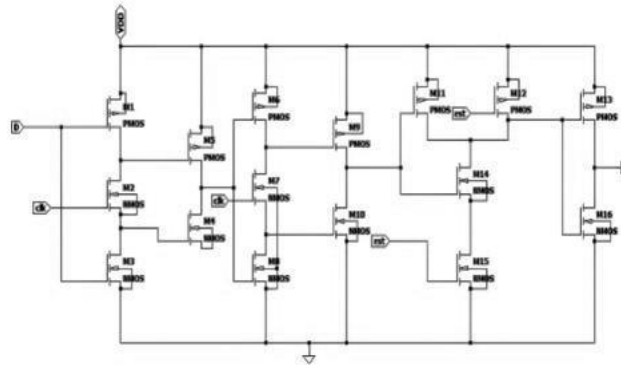 VDD
M1
PMOS
D
M2
NMOS
clk
M3
NMOS
M5
PMOS
M4
NMOS
M6
PMOS
M7
NMOS
clk
M8
NMOS
M9
PMOS
M10
NMOS
M11
PMOS
rst
M12
PMOS
M14
NMOS
rst
M15
NMOS
M13
PMOS
M16
NMOS